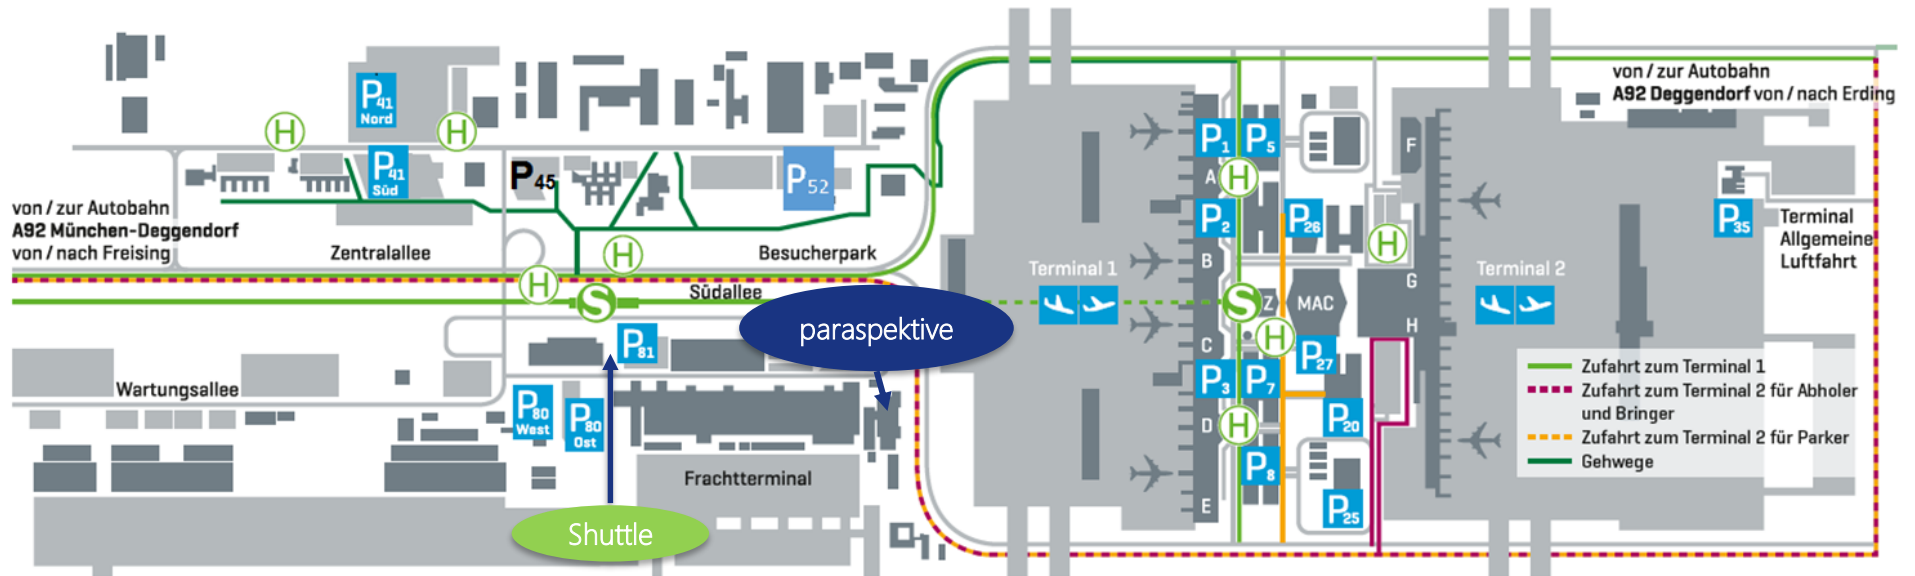 P41
Nord
H
H
P41
Süd
P45
P52
von / zur Autobahn
A92 München-Deggendorf
von / nach Freising
Zentralallee
H
Besucherpark
H
S
Südallee
paraspektive
P81
Wartungsallee
P80
West
P80
Ost
Frachtterminal
Shuttle
von / zur Autobahn
A92 Deggendorf von / nach Erding
P1
P5
F
A
H
P2
P26
H
P35
Terminal
Allgemeine
Luftfahrt
B
Terminal 1
Terminal 2
G
S
Z
MAC
H
H
C
P27
P3
P7
P20
D
H
P8
E
P25
Zufahrt zum Terminal 1
Zufahrt zum Terminal 2 für Abholer
und Bringer
Zufahrt zum Terminal 2 für Parker
Gehwege